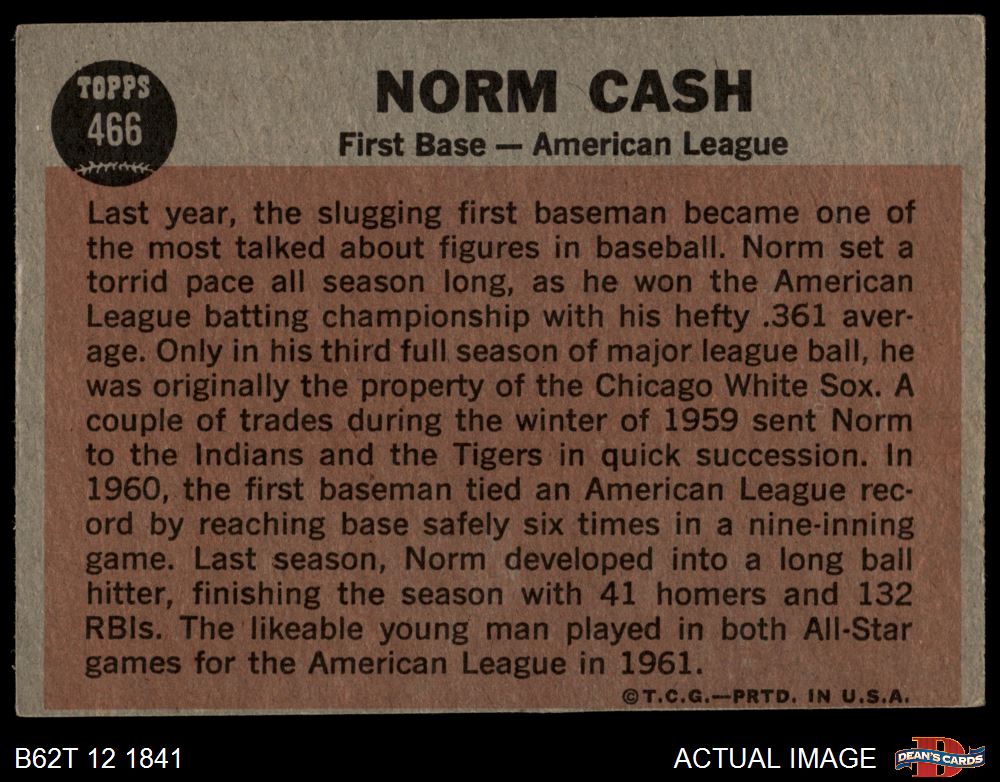 TOPPS
466
NORM CASH
First Base — American League
Last year, the slugging first baseman became one of
the most talked about figures in baseball. Norm set a
torrid pace all season long, as he won the American
League batting championship with his hefty .361 aver-
age. Only in his third full season of major league ball, he
was originally the property of the Chicago White Sox. A
couple of trades during the winter of 1959 sent Norm
to the Indians and the Tigers in quick succession. In
1960, the first baseman tied an American League rec-
ord by reaching base safely six times in a nine-inning
game. Last season, Norm developed into a long ball
hitter, finishing the season with 41 homers and 132
RBIs. The likeable young man played in both All-Star
games for the American League in 1961.
©T.C.G.—PRTD. IN U.S.A.
B62T 12 1841
ACTUAL IMAGE
D
DEAN'S CARDS